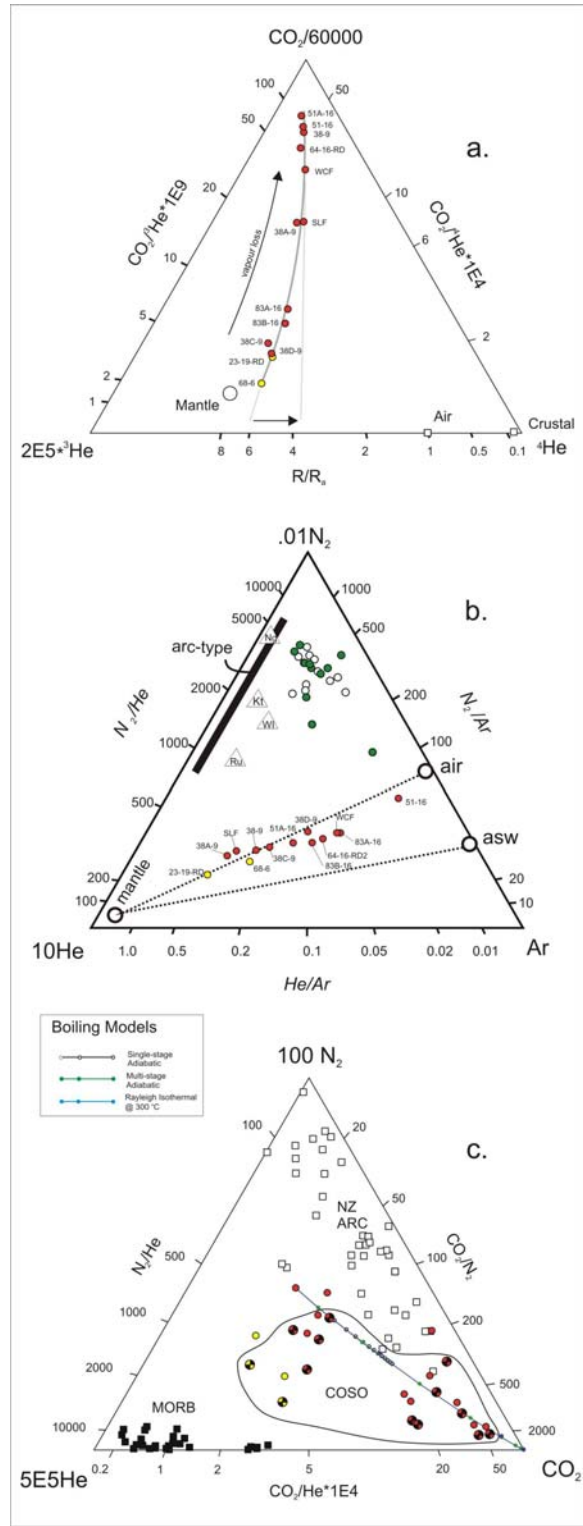 CO₂/60000
100
50
51A-16
50
51-16
38-9
a.
64-16-RD
20
WCF
CO₂/³He*1E9
10
CO₂/⁴He*1E4
vapour loss
38A-9
SLF
6
10
83A-16
5
83B-16
38C-9
2
38D-9
23-19-RD
2
68-6
1
Mantle
Air
Crustal
2E5*³He
8
6
4
2
1
0.5
0.1
⁴He
R/Rₐ
.01N₂
10000
1000
5000
b.
500
Nc
arc-type
2000
N₂/He
Kt
200
N₂/Ar
WI
1000
Ru
100
air
500
38D-9
WCF
51-16
51A-16
38-9
SLF
38A-9
asw
38C-9
83A-16
64-16-RD2
68-6
83B-16
23-19-RD
200
mantle
20
100
10
10He
1.0
0.5
0.2
0.1
0.05
0.02
0.01
Ar
He/Ar
Boiling Models
Single-stage
Adiabatic
Multi-stage
Adiabatic
Rayleigh Isothermal
@ 300 °C
100 N₂
100
20
c.
50
NZ
ARC
N₂/He
500
CO₂/N₂
100
1000
200
2000
500
COSO
MORB
10000
2000
5E5He
0.2
1
2
5
20
50
CO₂
CO₂/He*1E4